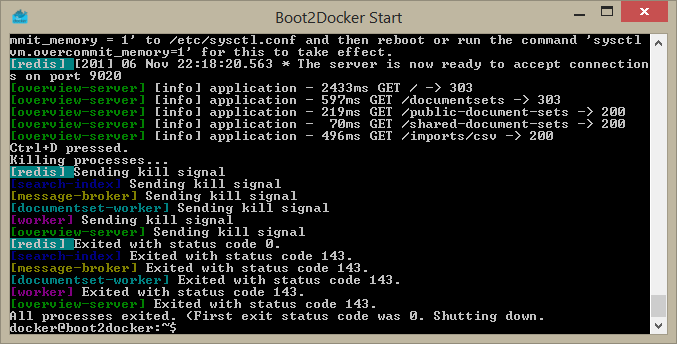 Boot2Docker Start
mmit_memory = 1' to /etc/sysctl.conf and then reboot or run the command 'sysctl
vm.overcommit_memory=1' for this to take effect.
[redis] [201] 06 Nov 22:18:20.563 * The server is now ready to accept connection
s on port 9020
[overview-server] [info] application - 2433ms GET / -> 303
[overview-server] [info] application - 597ms GET /documentsets -> 303
[overview-server] [info] application - 219ms GET /public-document-sets -> 200
[overview-server] [info] application -  70ms GET /shared-document-sets -> 200
[overview-server] [info] application - 496ms GET /imports/csv -> 200
Ctrl+D pressed.
Killing processes...
[redis] Sending kill signal
[search-index] Sending kill signal
[message-broker] Sending kill signal
[documentset-worker] Sending kill signal
[worker] Sending kill signal
[overview-server] Sending kill signal
[redis] Exited with status code 0.
[search-index] Exited with status code 143.
[message-broker] Exited with status code 143.
[documentset-worker] Exited with status code 143.
[worker] Exited with status code 143.
[overview-server] Exited with status code 143.
All processes exited. (First exit status code was 0. Shutting down.
docker@boot2docker:~$